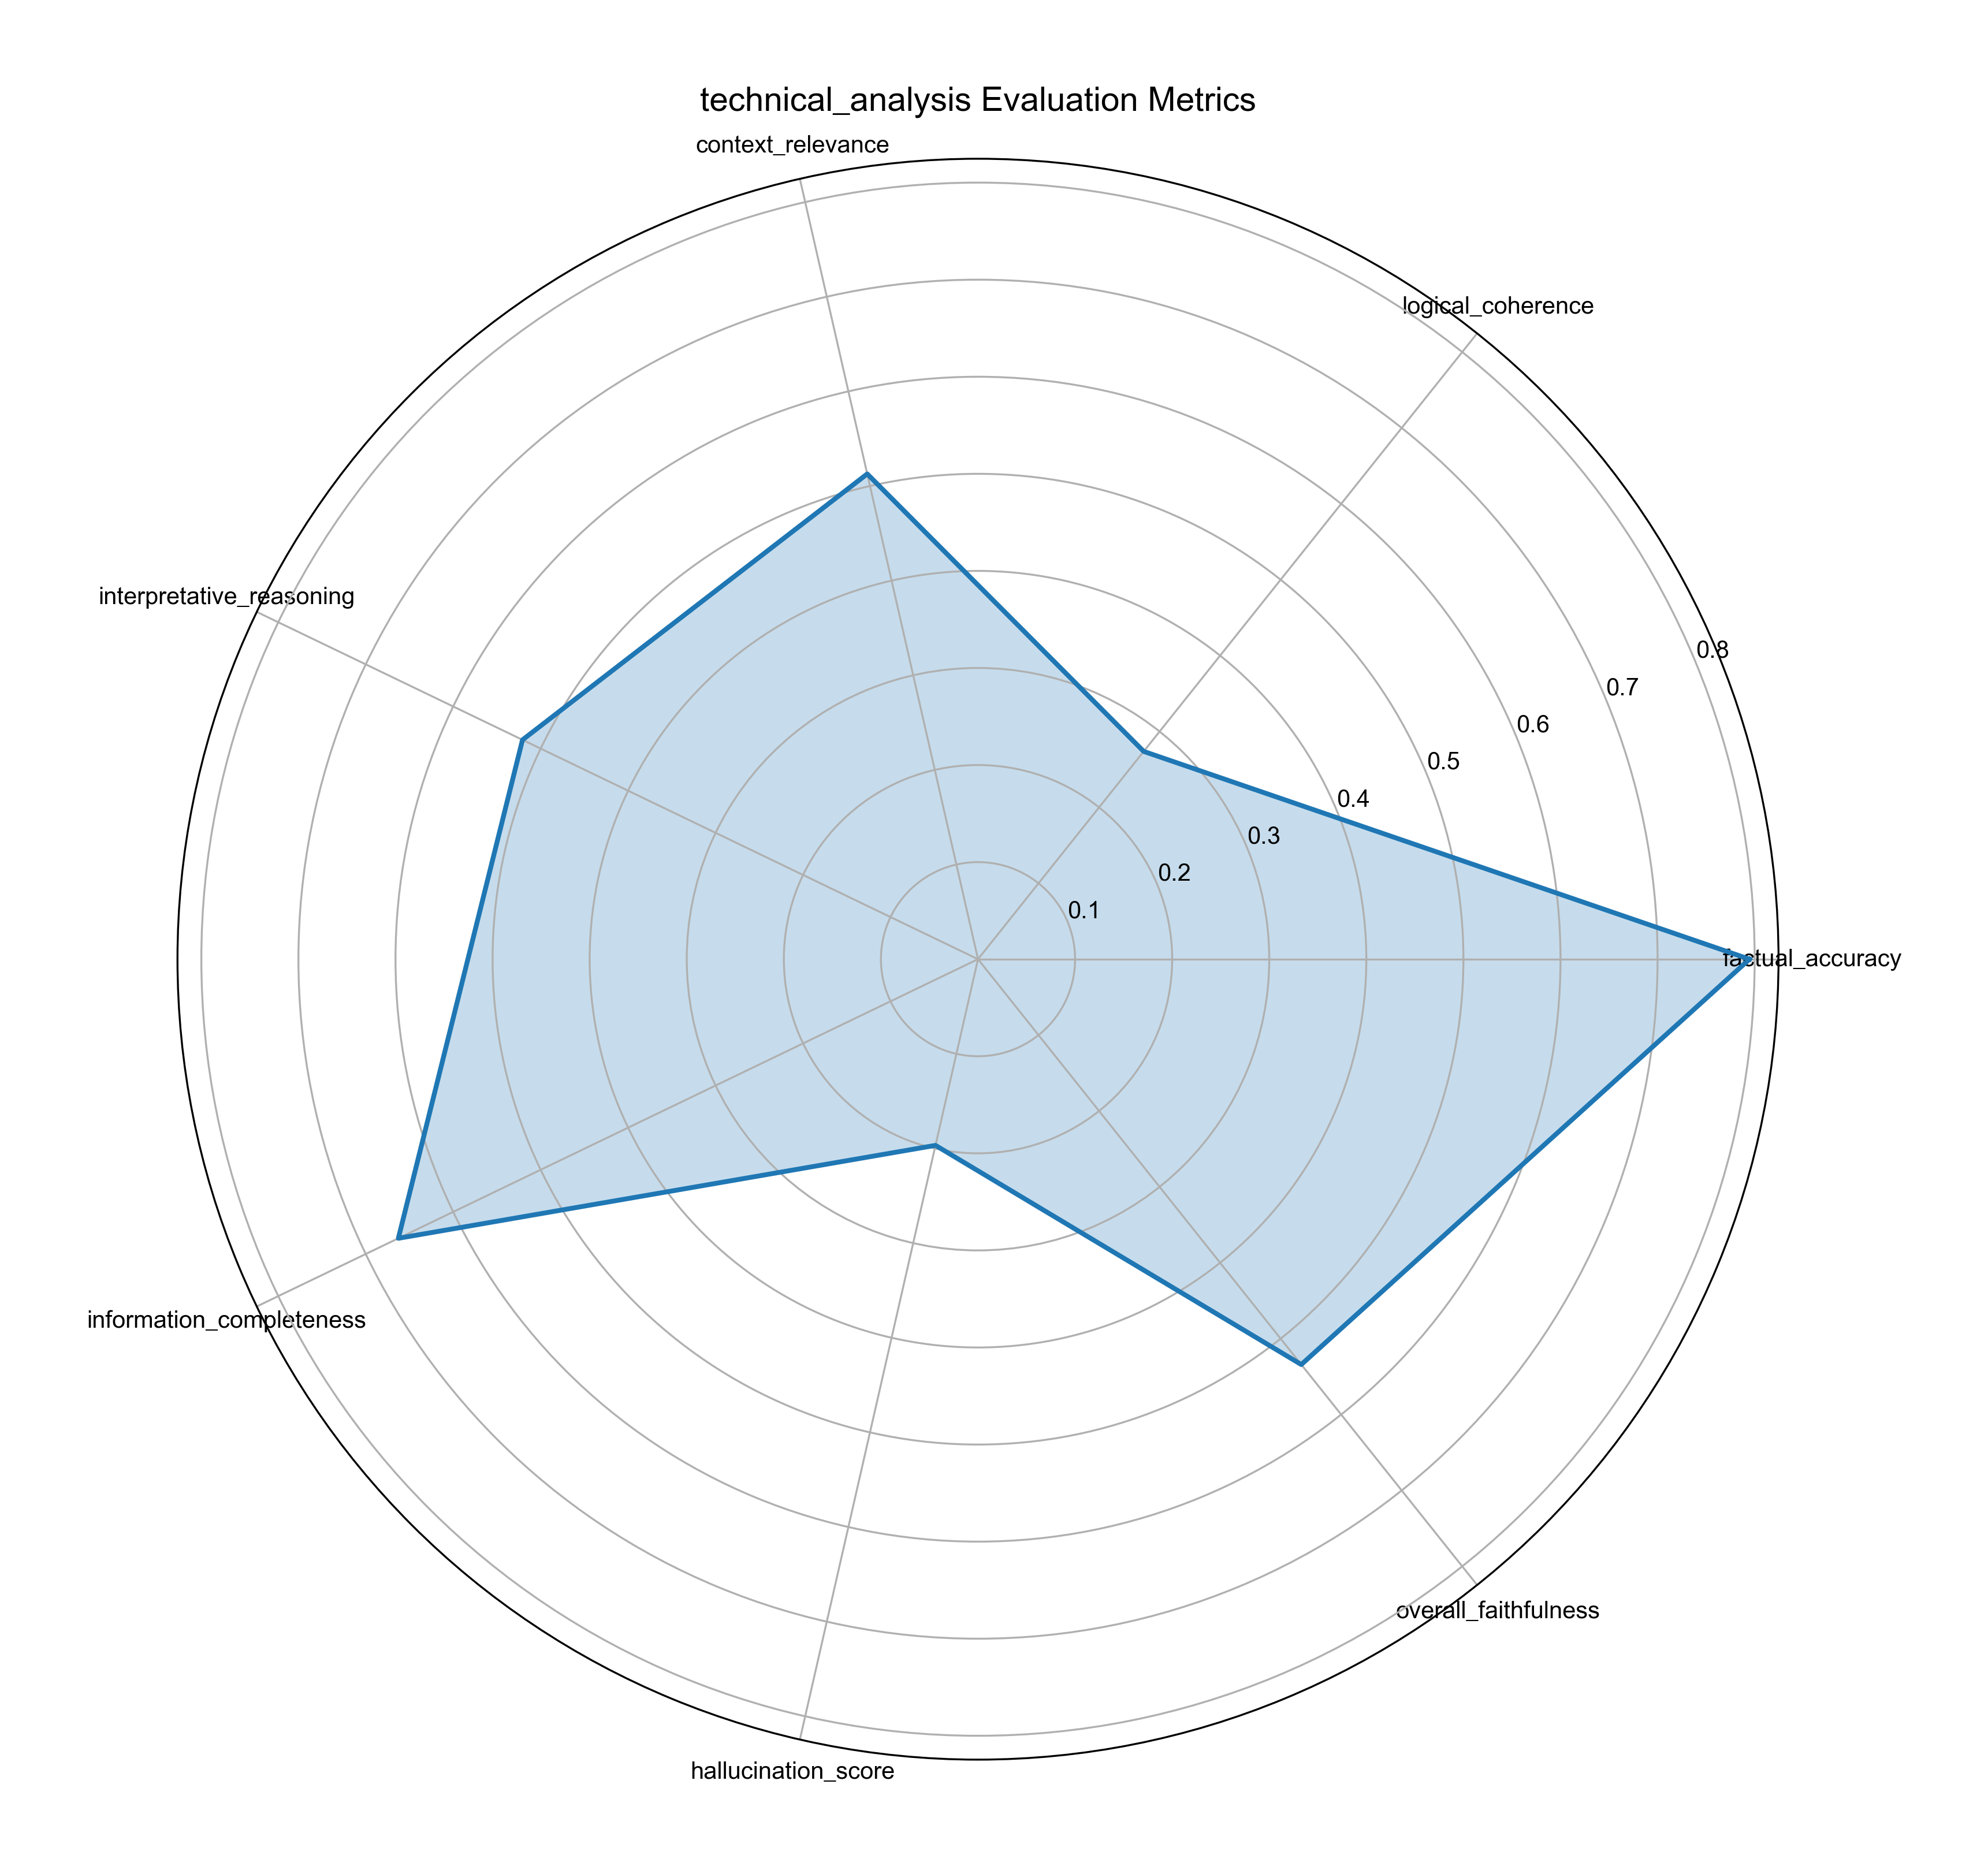 technical_analysis Evaluation Metrics
context_relevance
logical_coherence
interpretative_reasoning
0.8
0.7
0.6
0.5
0.4
0.3
0.2
0.1
factual_accuracy
information_completeness
overall_faithfulness
hallucination_score